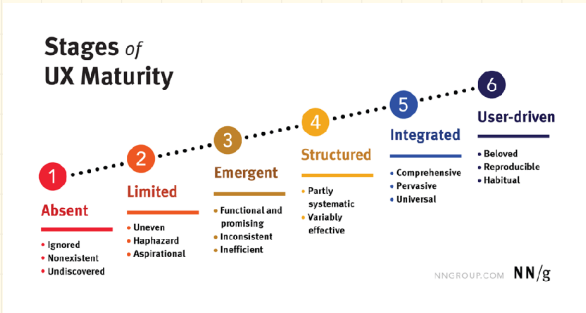 Stages of
UX Maturity
1
Absent
• Ignored
• Nonexistent
• Undiscovered
2
Limited
• Uneven
• Haphazard
• Aspirational
3
Emergent
• Functional and
promising
• Inconsistent
• Inefficient
4
Structured
• Partly
systematic
• Variably
effective
5
Integrated
• Comprehensive
• Pervasive
• Universal
6
User-driven
• Beloved
• Reproducible
• Habitual
NNGROUP.COM NN/g